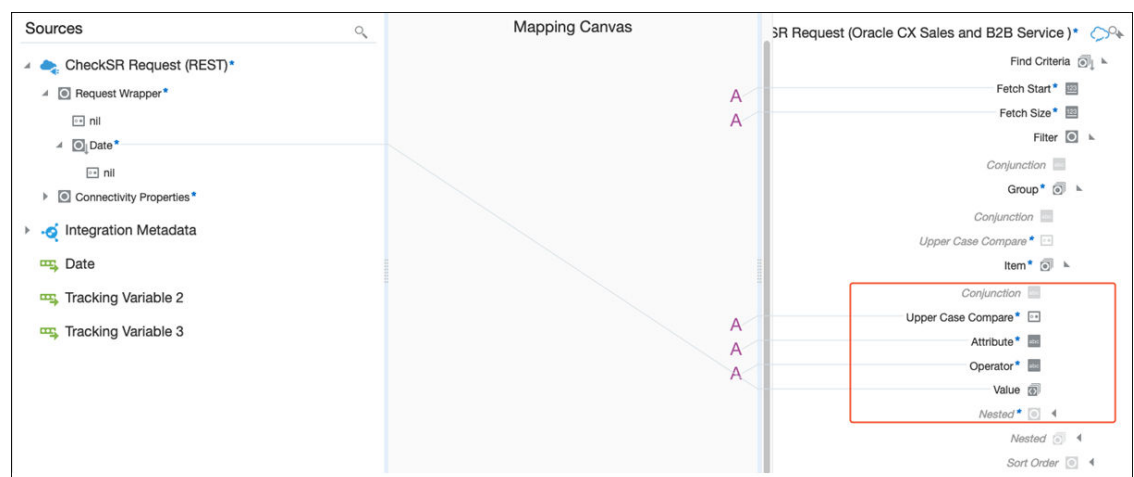 Sources
CheckSR Request (REST)*
Request Wrapper*
nil
Date*
nil
Connectivity Properties*
Integration Metadata
Date
Tracking Variable 2
Tracking Variable 3
Mapping Canvas
A
A
A
A
A
SR Request (Oracle CX Sales and B2B Service )*
Find Criteria
Fetch Start* 123
Fetch Size* 123
Filter
Conjunction
Group*
Conjunction
Upper Case Compare*
Item*
Conjunction
Upper Case Compare*
Attribute*
Operator*
Value
Nested*
Nested
Sort Order